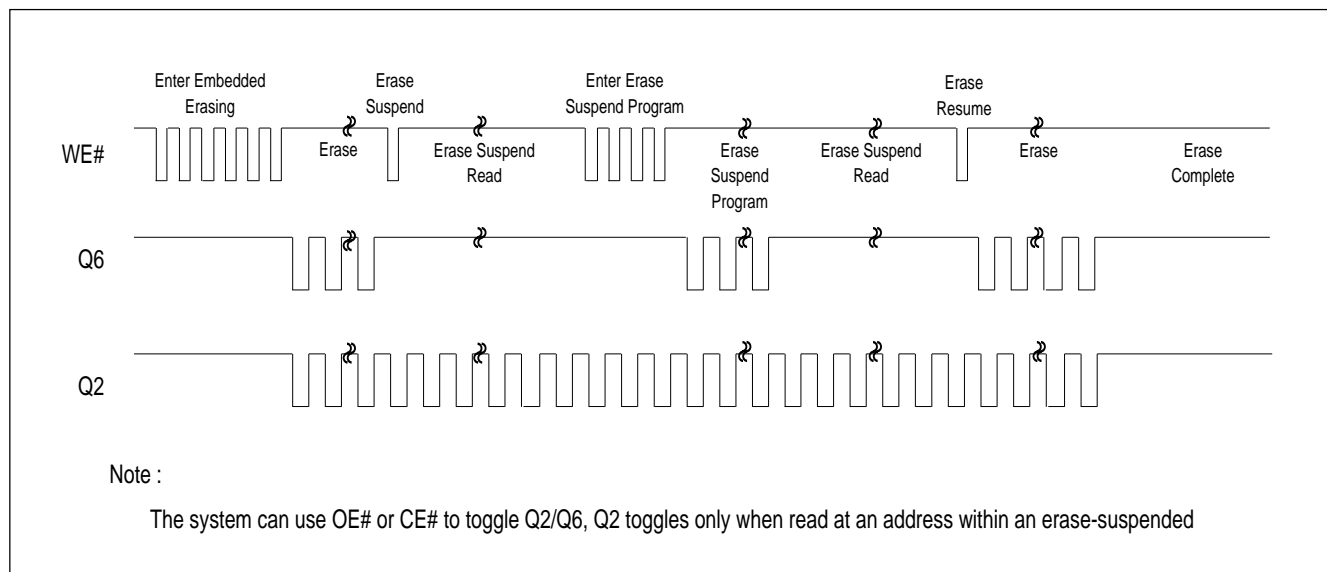 Enter Embedded
Erasing
Erase
Suspend
Enter Erase
Suspend Program
Erase
Resume
WE#
Erase
Erase Suspend
Read
Erase
Suspend
Program
Erase Suspend
Read
Erase
Erase
Complete
Q6
Q2
Note :
The system can use OE# or CE# to toggle Q2/Q6, Q2 toggles only when read at an address within an erase-suspended